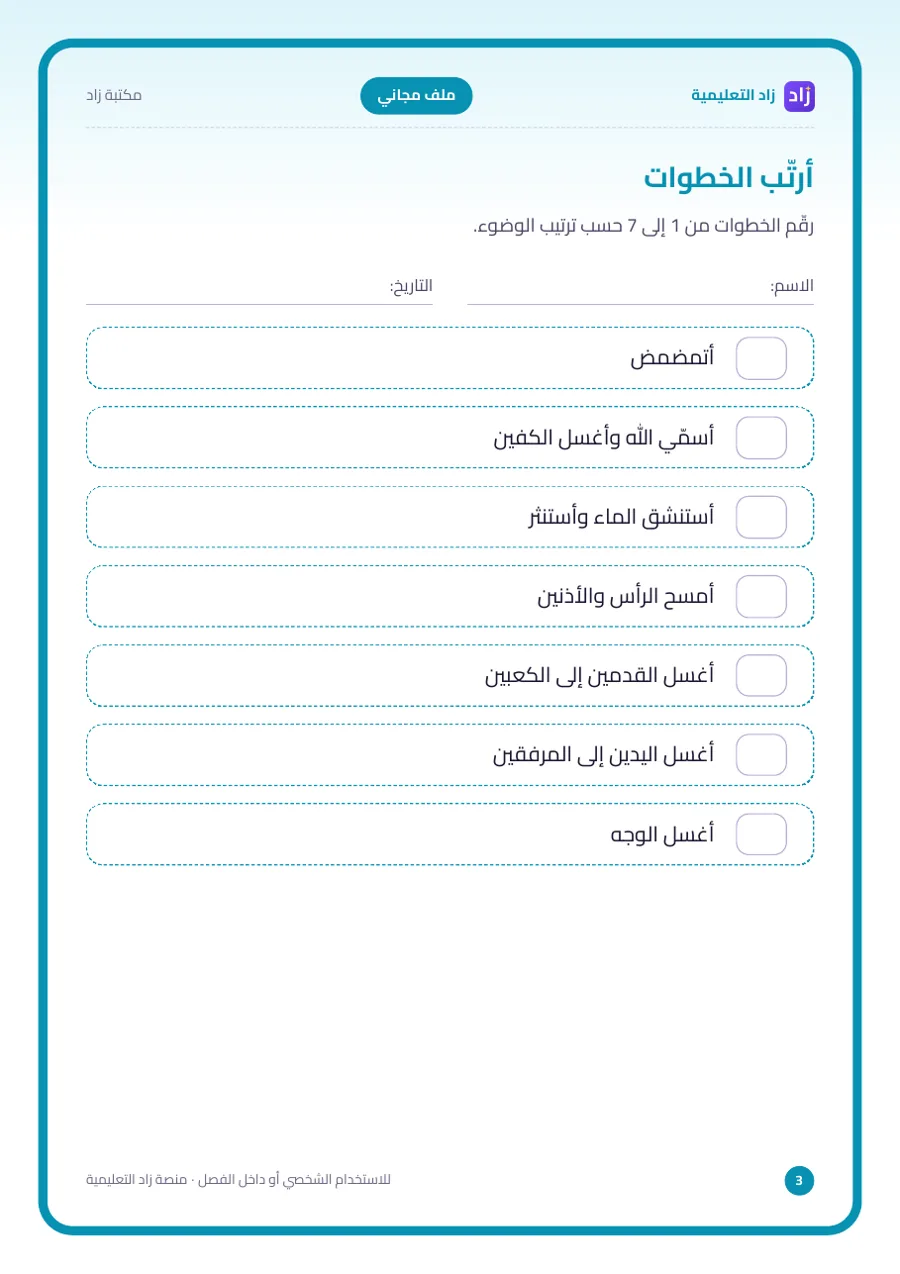 زاد زاد التعليمية
ملف مجاني
مكتبة زاد
أرتّب الخطوات
رقّم الخطوات من 1 إلى 7 حسب ترتيب الوضوء.
الاسم:
التاريخ:
أتمضمض
أسمّي الله وأغسل الكفين
أستنشق الماء وأستنثر
أمسح الرأس والأذنين
أغسل القدمين إلى الكعبين
أغسل اليدين إلى المرفقين
أغسل الوجه
3
للاستخدام الشخصي أو داخل الفصل · منصة زاد التعليمية